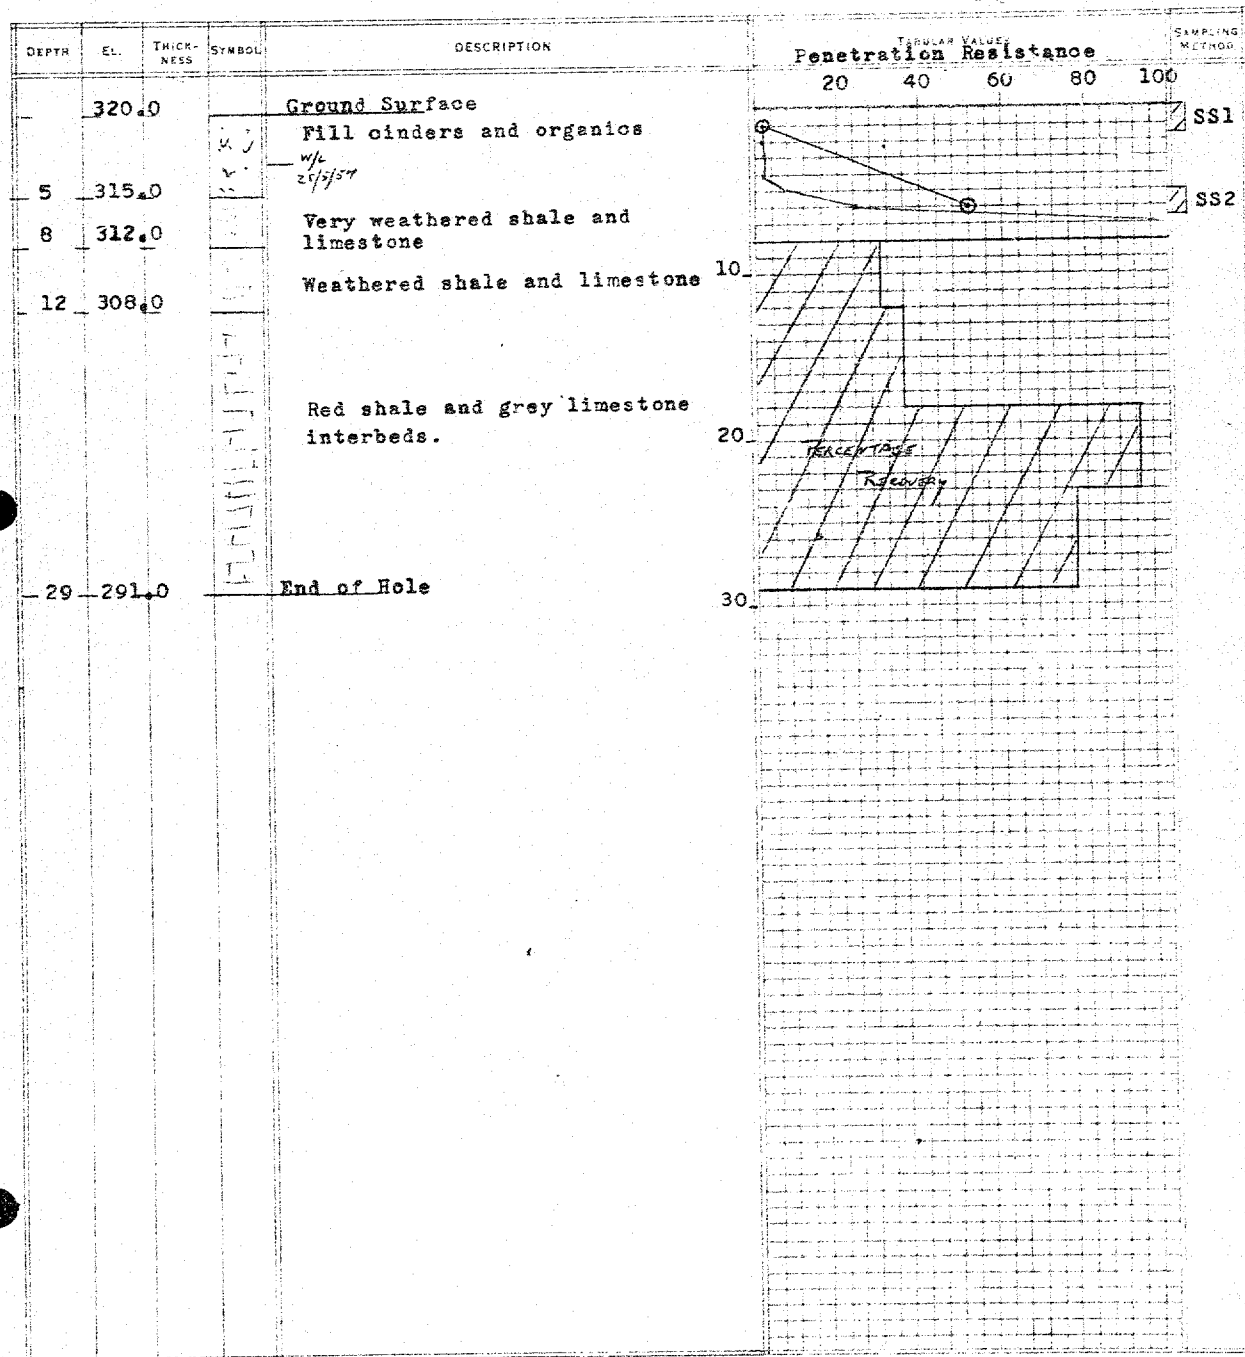 DEPTH EL. THICK-NESS SYMBOL DESCRIPTION TABULAR VALUES SAMPLING METHOD
Penetration Resistance
20 40 60 80 100
320.0 Ground Surface
Fill cinders and organics SS1
W/L
5 315.0 SS2
Very weathered shale and
8 312.0 limestone
Weathered shale and limestone 10
12 308.0
Red shale and grey limestone
interbeds. 20
PERCENTAGE
RECOVERY
29 291.0 End of Hole
30